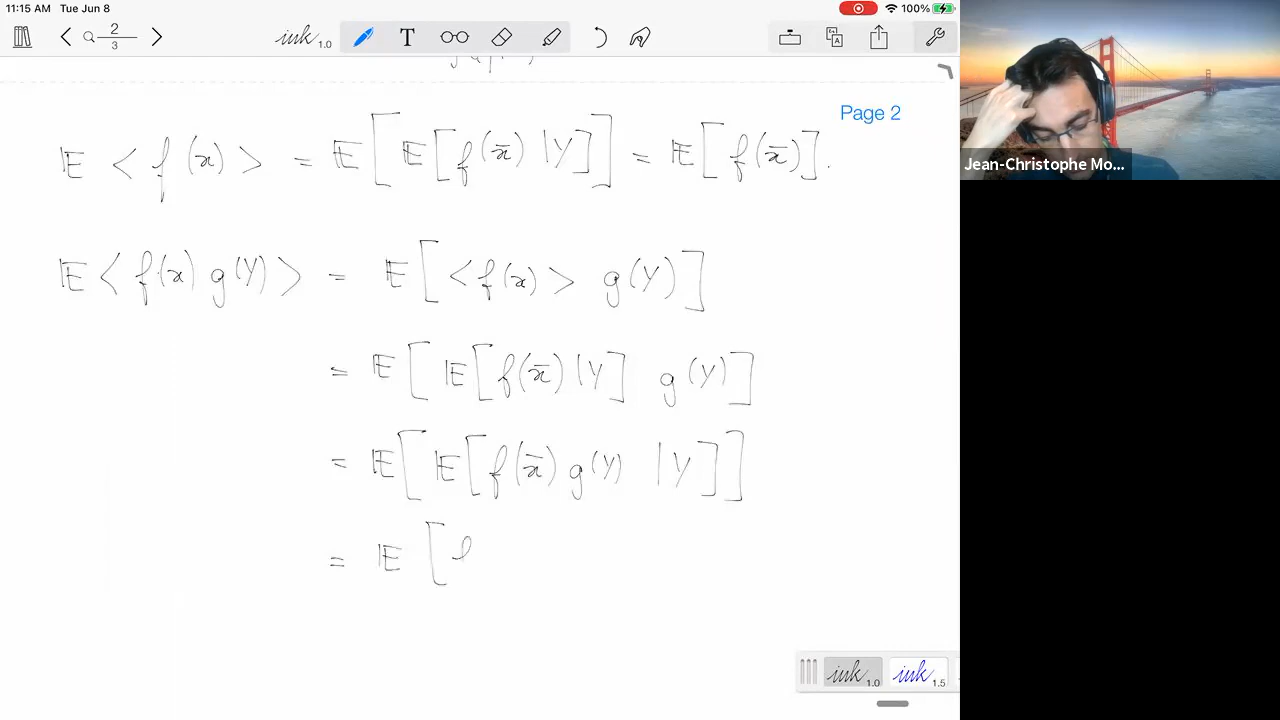 11:15 AM Tue Jun 8
100%
2/3
ink 1.0
T
Page 2
𝔼 < f(x) > = 𝔼[ 𝔼[ f(x̄) | Y ] ] = 𝔼[ f(x̄) ].
𝔼 < f(x) g(Y) > = 𝔼[ < f(x) > g(Y) ]
= 𝔼[ 𝔼[ f(x̄) | Y ] g(Y) ]
= 𝔼[ 𝔼[ f(x̄) g(Y) | Y ] ]
= 𝔼 [ f
ink 1.0 ink 1.5
Jean-Christophe Mo...